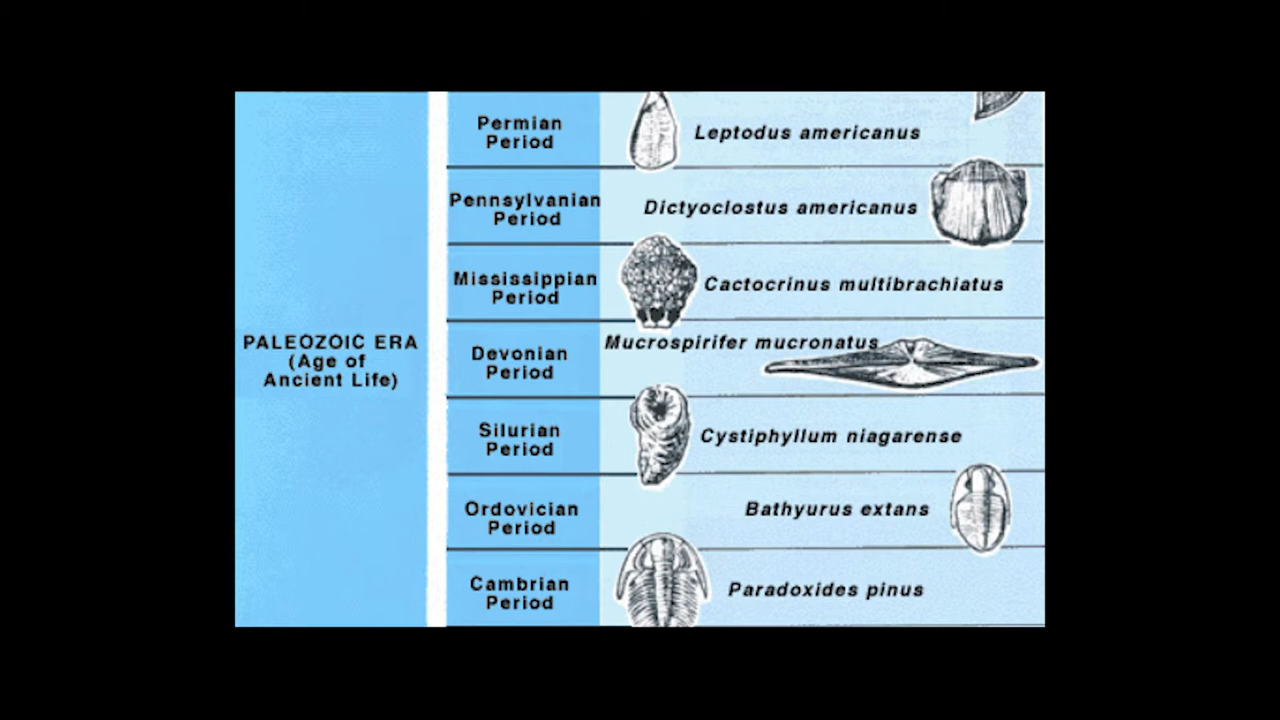 PALEOZOIC ERA
(Age of
Ancient Life)
Permian
Period
Leptodus americanus
Pennsylvanian
Period
Dictyoclostus americanus
Mississippian
Period
Cactocrinus multibrachiatus
Devonian
Period
Mucrospirifer mucronatus
Silurian
Period
Cystiphyllum niagarense
Ordovician
Period
Bathyurus extans
Cambrian
Period
Paradoxides pinus